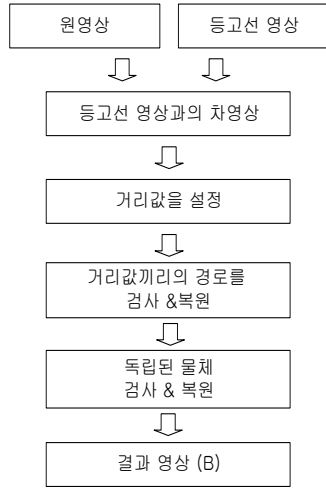 원영상
등고선 영상
등고선 영상과의 차영상
거리값을 설정
거리값끼리의 경로를
검사 &복원
독립된 물체
검사 & 복원
결과 영상 (B)